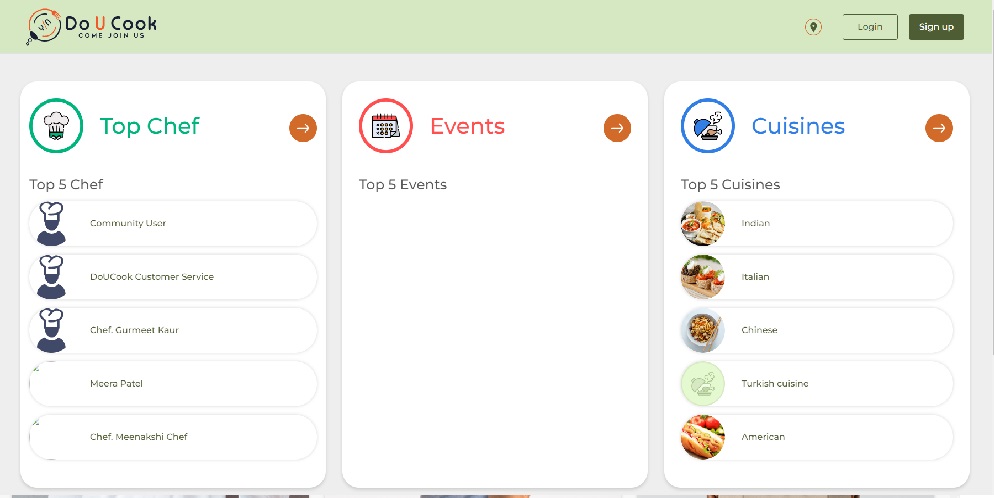 Do U Cook
COME JOIN US
Login
Sign up
Top Chef
Top 5 Chef
Community User
DoUCook Customer Service
Chef. Gurmeet Kaur
Meera Patel
Chef. Meenakshi Chef
Events
Top 5 Events
Cuisines
Top 5 Cuisines
Indian
Italian
Chinese
Turkish cuisine
American